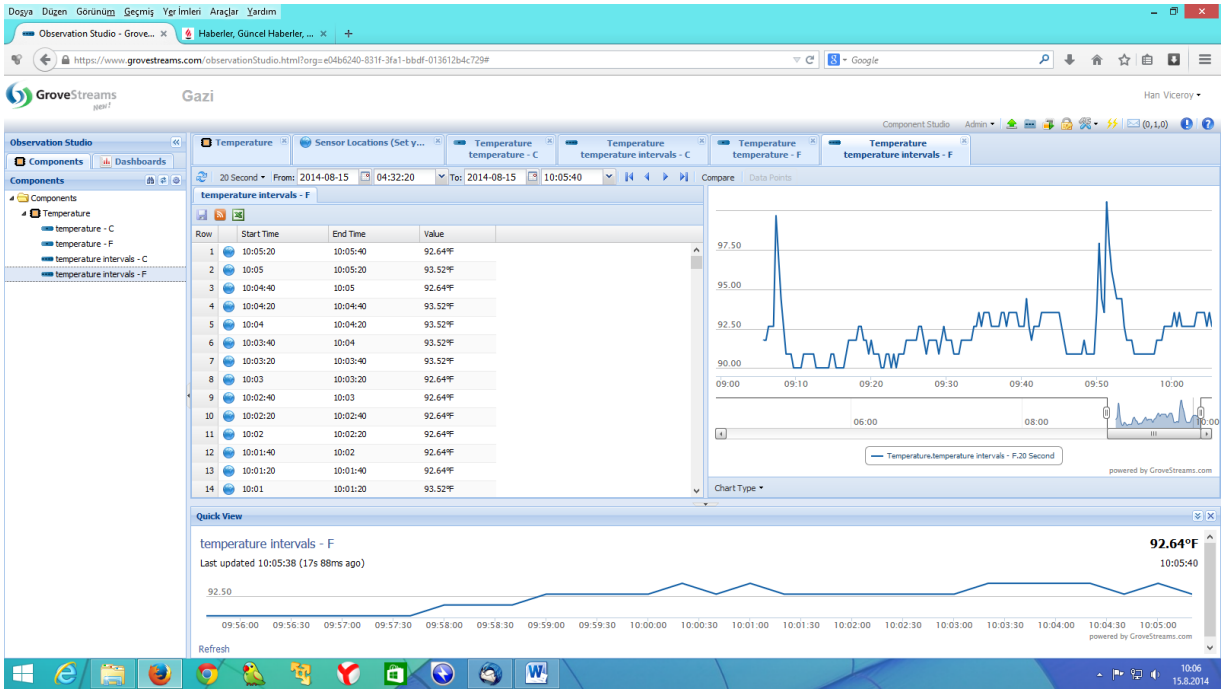 Dosya Düzen Görünüm Geçmiş Yer İmleri Araçlar Yardım
Observation Studio - Grove... × Haberler, Güncel Haberler, ... × +
https://www.grovestreams.com/observationStudio.html?org=e04b6240-831f-3fa1-bbdf-013612b4c729# Google
GroveStreams Gazi Han Viceroy
NEW!
Component Studio Admin (0,1,0)
Observation Studio
Components Dashboards
Components
Components
Temperature
temperature - C
temperature - F
temperature intervals - C
temperature intervals - F
Temperature
Sensor Locations (Set y...
Temperature
temperature - C
Temperature
temperature intervals - C
Temperature
temperature - F
Temperature
temperature intervals - F
20 Second From: 2014-08-15 04:32:20 To: 2014-08-15 10:05:40 Compare Data Points
temperature intervals - F
Row Start Time End Time Value
1 10:05:20 10:05:40 92.64°F
2 10:05 10:05:20 93.52°F
3 10:04:40 10:05 92.64°F
4 10:04:20 10:04:40 93.52°F
5 10:04 10:04:20 93.52°F
6 10:03:40 10:04 93.52°F
7 10:03:20 10:03:40 93.52°F
8 10:03 10:03:20 92.64°F
9 10:02:40 10:03 92.64°F
10 10:02:20 10:02:40 92.64°F
11 10:02 10:02:20 92.64°F
12 10:01:40 10:02 92.64°F
13 10:01:20 10:01:40 92.64°F
14 10:01 10:01:20 93.52°F
97.50
95.00
92.50
90.00
09:00 09:10 09:20 09:30 09:40 09:50 10:00
06:00 08:00 10:00
Temperature.temperature intervals - F.20 Second
powered by GroveStreams.com
Chart Type
Quick View
temperature intervals - F 92.64°F
Last updated 10:05:38 (17s 88ms ago) 10:05:40
92.50
09:56:00 09:56:30 09:57:00 09:57:30 09:58:00 09:58:30 09:59:00 09:59:30 10:00:00 10:00:30 10:01:00 10:01:30 10:02:00 10:02:30 10:03:00 10:03:30 10:04:00 10:04:30 10:05:00
powered by GroveStreams.com
Refresh
10:06
15.8.2014